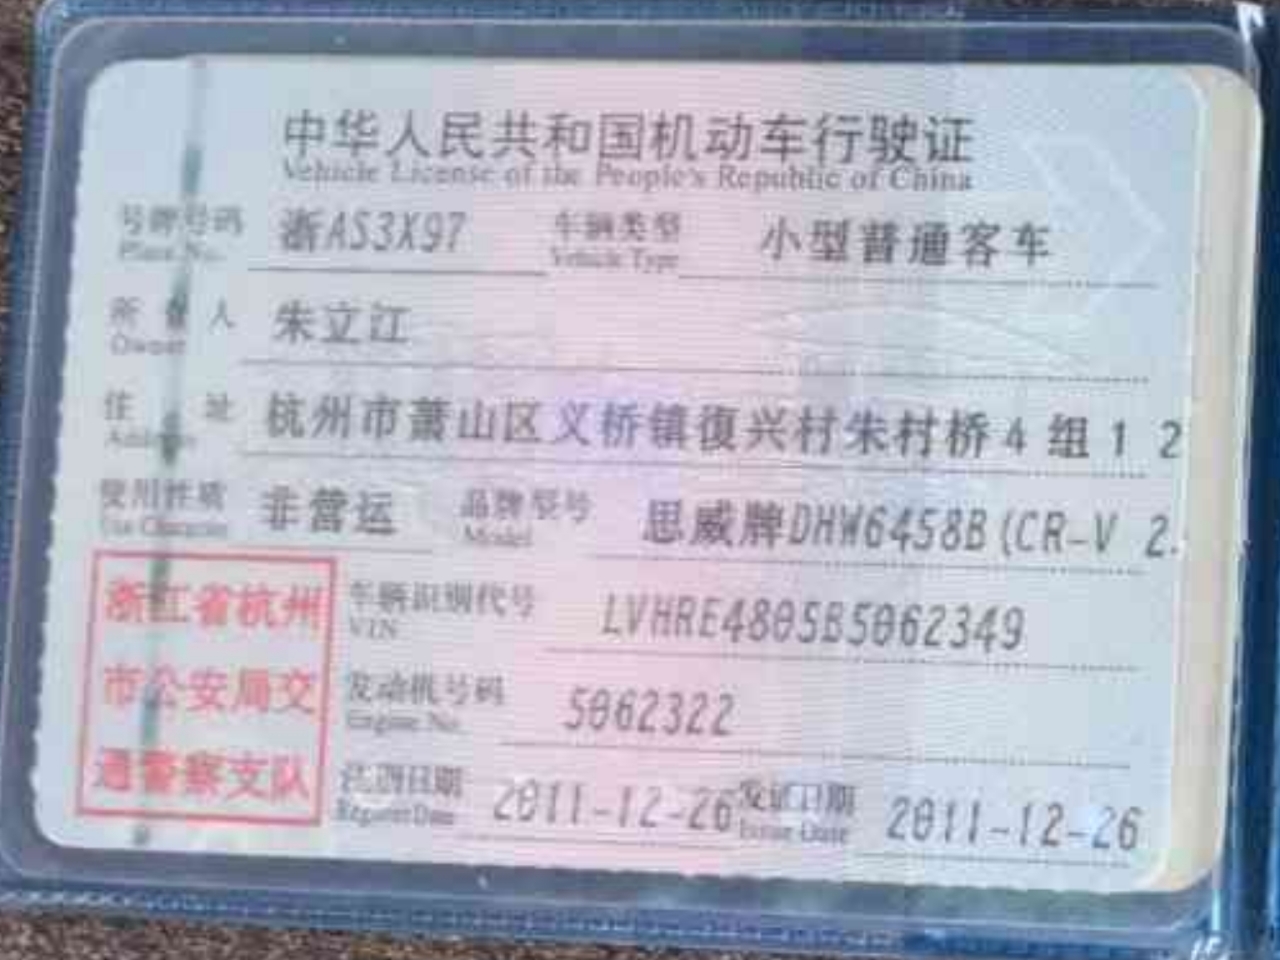 中华人民共和国机动车行驶证
Vehicle License of the People's Republic of China
号牌号码 浙AS3X97 车辆类型 小型普通客车
Plate No. Vehicle Type
所有人 朱立江
Owner
住址 杭州市萧山区义桥镇復兴村朱村桥4组12
Address
使用性质 非营运 品牌型号 思威牌DHW6458B(CR-V 2.
Use Character Model
浙江省杭州 车辆识别代号 LVHRE4805B5062349
VIN
市公安局交 发动机号码 5062322
Engine No.
通警察支队 注册日期 2011-12-26 发证日期 2011-12-26
Register Date Issue Date